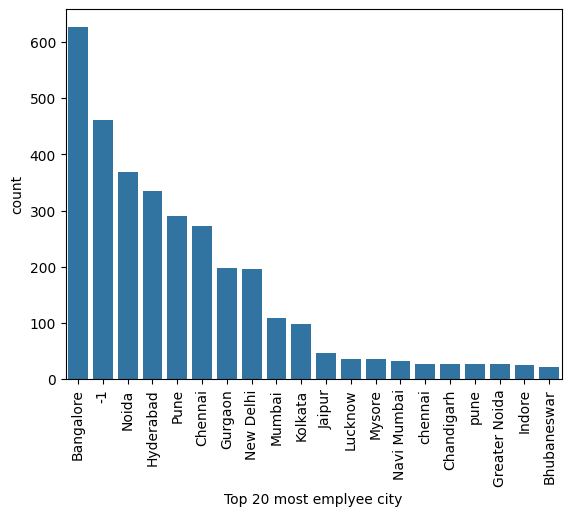 600
500
400
300
200
100
0
count
Bangalore
-1
Noida
Hyderabad
Pune
Chennai
Gurgaon
New Delhi
Mumbai
Kolkata
Jaipur
Lucknow
Mysore
Navi Mumbai
chennai
Chandigarh
pune
Greater Noida
Indore
Bhubaneswar
Top 20 most emplyee city